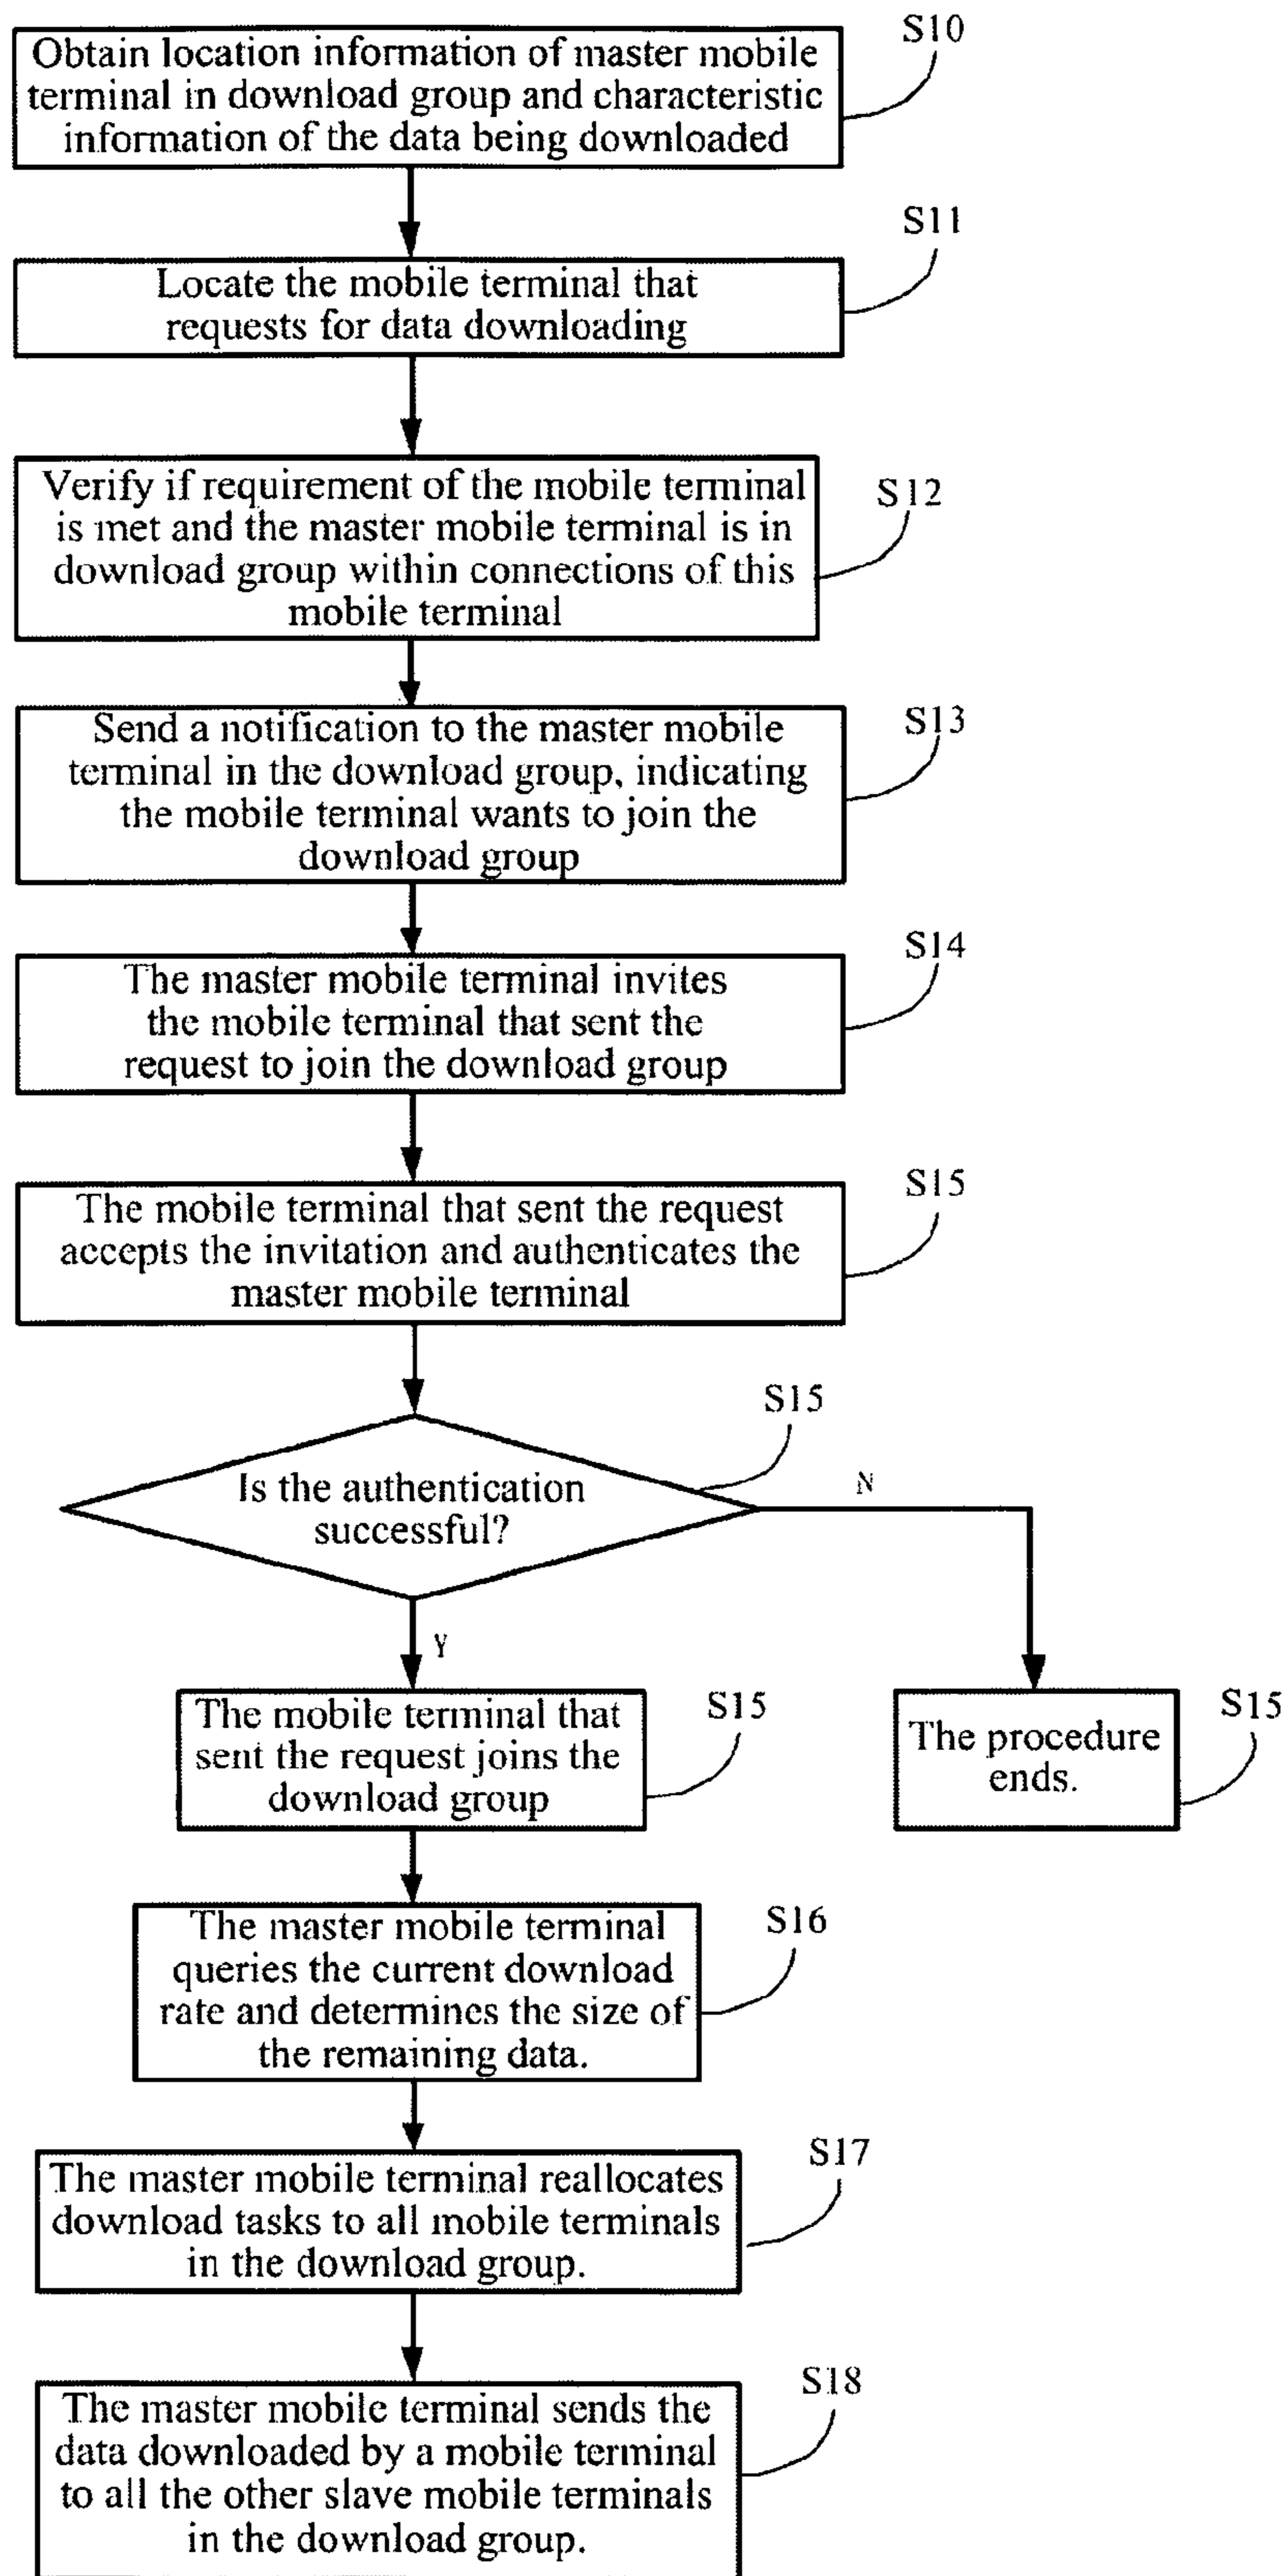 S10
Obtain location information of master mobile
terminal in download group and characteristic
information of the data being downloaded
S11
Locate the mobile terminal that
requests for data downloading
S12
Verify if requirement of the mobile terminal
is met and the master mobile terminal is in
download group within connections of this
mobile terminal
S13
Send a notification to the master mobile
terminal in the download group, indicating
the mobile terminal wants to join the
download group
S14
The master mobile terminal invites
the mobile terminal that sent the
request to join the download group
S15
The mobile terminal that sent the request
accepts the invitation and authenticates the
master mobile terminal
S15
Is the authentication
successful?
N
Y
S15
The mobile terminal that
sent the request joins the
download group
S15
The procedure
ends.
S16
The master mobile terminal
queries the current download
rate and determines the size of
the remaining data.
S17
The master mobile terminal reallocates
download tasks to all mobile terminals
in the download group.
S18
The master mobile terminal sends the
data downloaded by a mobile terminal
to all the other slave mobile terminals
in the download group.